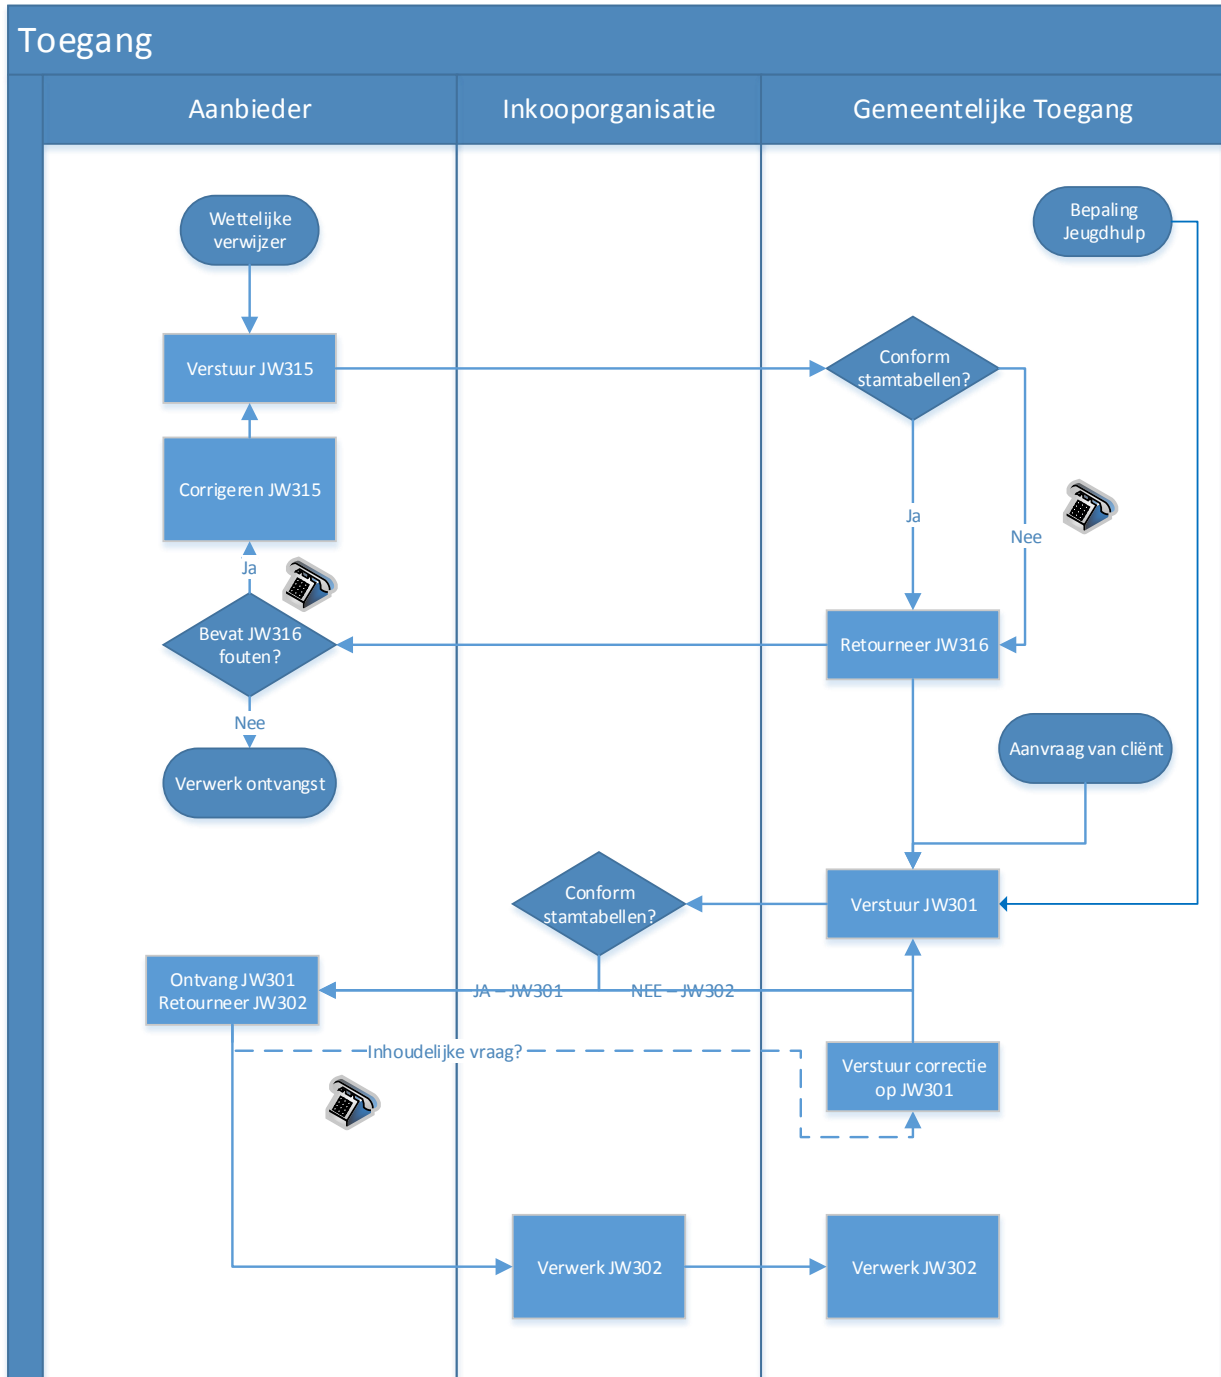 Toegang
Aanbieder
Inkooporganisatie
Gemeentelijke Toegang
Wettelijke
verwijzer
Bepaling
Jeugdhulp
Verstuur JW315
Conform
stamtabellen?
Corrigeren JW315
Ja
Nee
Ja
Bevat JW316
fouten?
Retourneer JW316
Nee
Verwerk ontvangst
Aanvraag van cliënt
Conform
stamtabellen?
Verstuur JW301
Ontvang JW301
Retourneer JW302
JA – JW301
NEE – JW302
Inhoudelijke vraag?
Verstuur correctie
op JW301
Verwerk JW302
Verwerk JW302